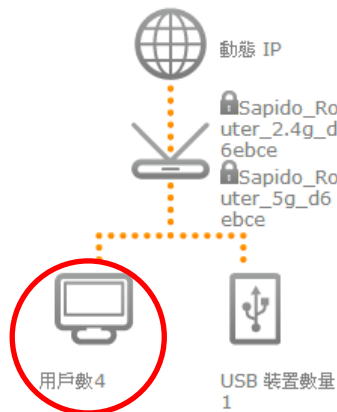 動態 IP
Sapido_Ro
uter_2.4g_d
6ebce
Sapido_Ro
uter_5g_d6
ebce
用戶數4
USB 裝置數量
1